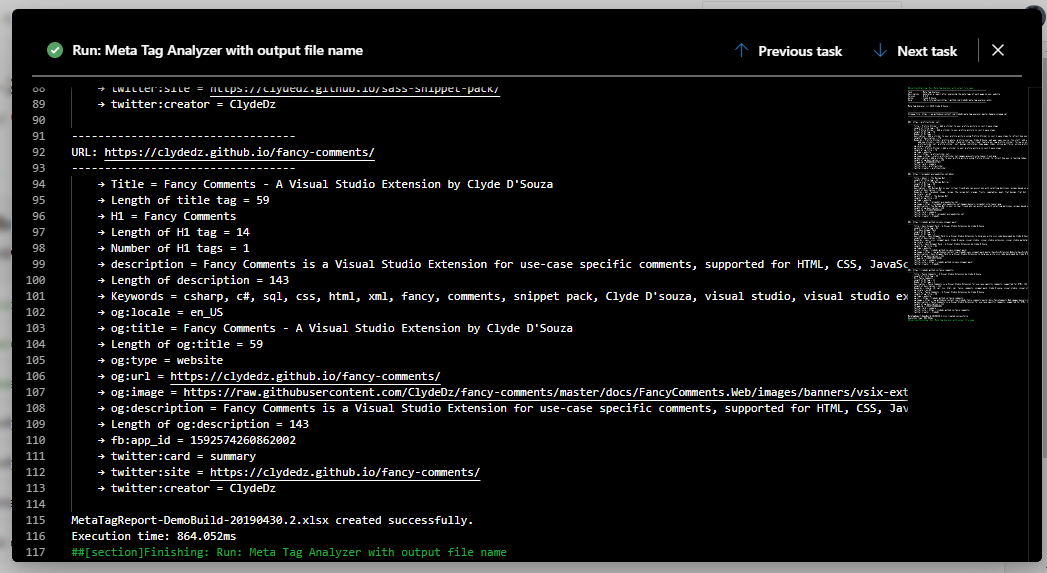 Run: Meta Tag Analyzer with output file name
Previous task
Next task
88 → twitter:site = https://clydedz.github.io/sass-snippet-pack/
89 → twitter:creator = ClydeDz
90
91 ----------------------------------
92 URL: https://clydedz.github.io/fancy-comments/
93 ----------------------------------
94 → Title = Fancy Comments - A Visual Studio Extension by Clyde D'Souza
95 → Length of title tag = 59
96 → H1 = Fancy Comments
97 → Length of H1 tag = 14
98 → Number of H1 tags = 1
99 → description = Fancy Comments is a Visual Studio Extension for use-case specific comments, supported for HTML, CSS, JavaSc
100 → Length of description = 143
101 → Keywords = csharp, c#, sql, css, html, xml, fancy, comments, snippet pack, Clyde D'souza, visual studio, visual studio ex
102 → og:locale = en_US
103 → og:title = Fancy Comments - A Visual Studio Extension by Clyde D'Souza
104 → Length of og:title = 59
105 → og:type = website
106 → og:url = https://clydedz.github.io/fancy-comments/
107 → og:image = https://raw.githubusercontent.com/ClydeDz/fancy-comments/master/docs/FancyComments.Web/images/banners/vsix-ext
108 → og:description = Fancy Comments is a Visual Studio Extension for use-case specific comments, supported for HTML, CSS, Jav
109 → Length of og:description = 143
110 → fb:app_id = 1592574260862002
111 → twitter:card = summary
112 → twitter:site = https://clydedz.github.io/fancy-comments/
113 → twitter:creator = ClydeDz
114
115 MetaTagReport-DemoBuild-20190430.2.xlsx created successfully.
116 Execution time: 864.052ms
117 ##[section]Finishing: Run: Meta Tag Analyzer with output file name